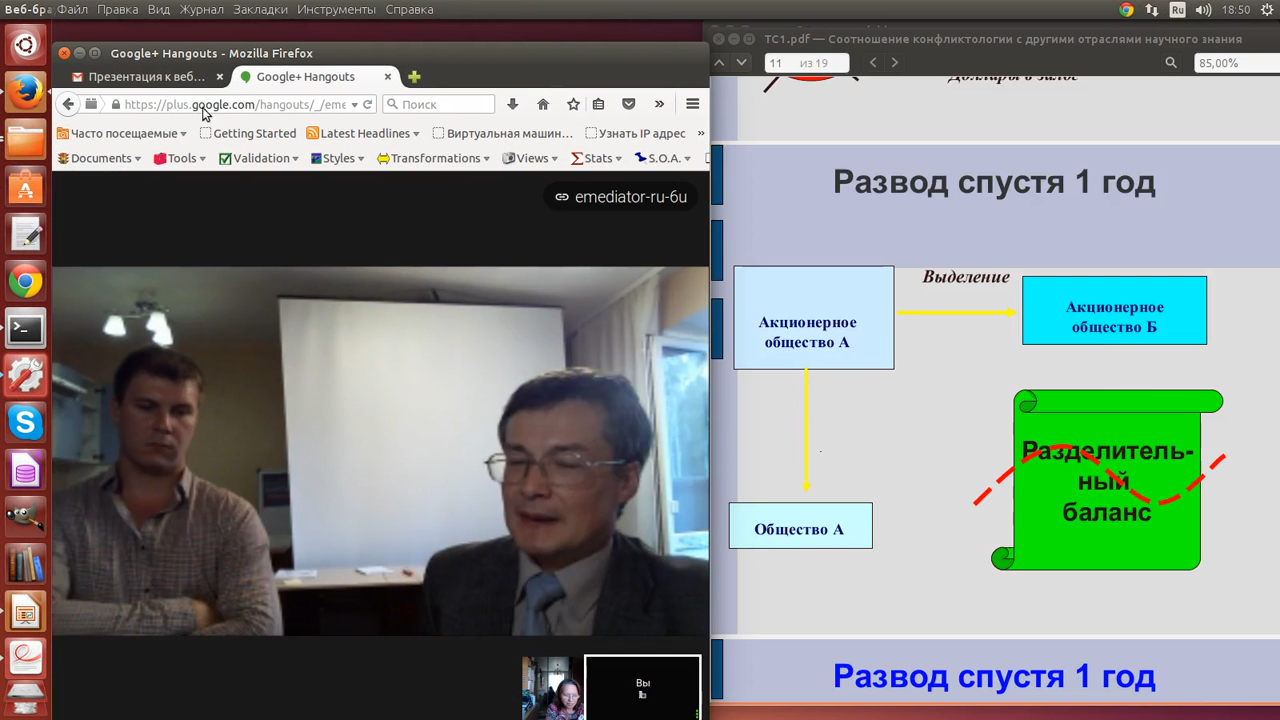 Веб-бра Файл Правка Вид Журнал Закладки Инструменты Справка Ru 18:50
Google+ Hangouts - Mozilla Firefox
Презентация к веб... Google+ Hangouts
https://plus.google.com/hangouts/_/eme Поиск
Часто посещаемые Getting Started Latest Headlines Виртуальная машин... Узнать IP адрес
Documents Tools Validation Styles Transformations Views Stats S.O.A.
emediator-ru-6u
Вы
TC1.pdf — Соотношение конфликтологии с другими отраслями научного знания
11 из 19 85,00%
Развод спустя 1 год
Выделение
Акционерное
общество А
Акционерное
общество Б
Разделитель-
ный
баланс
Общество А
Развод спустя 1 год